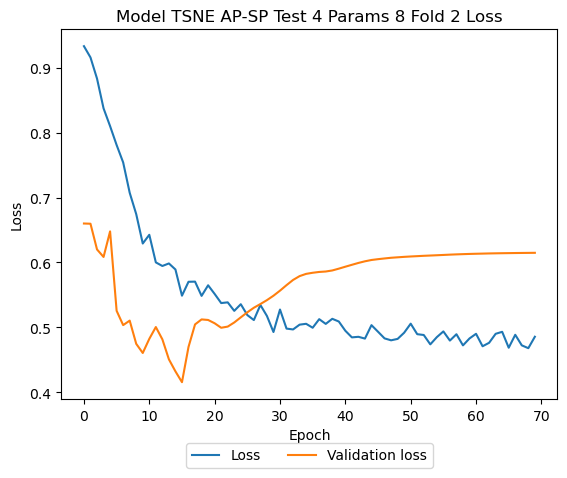 Model TSNE AP-SP Test 4 Params 8 Fold 2 Loss
0.9
0.8
0.7
0.6
0.5
0.4
Loss
0 10 20 30 40 50 60 70
Epoch
Loss Validation loss